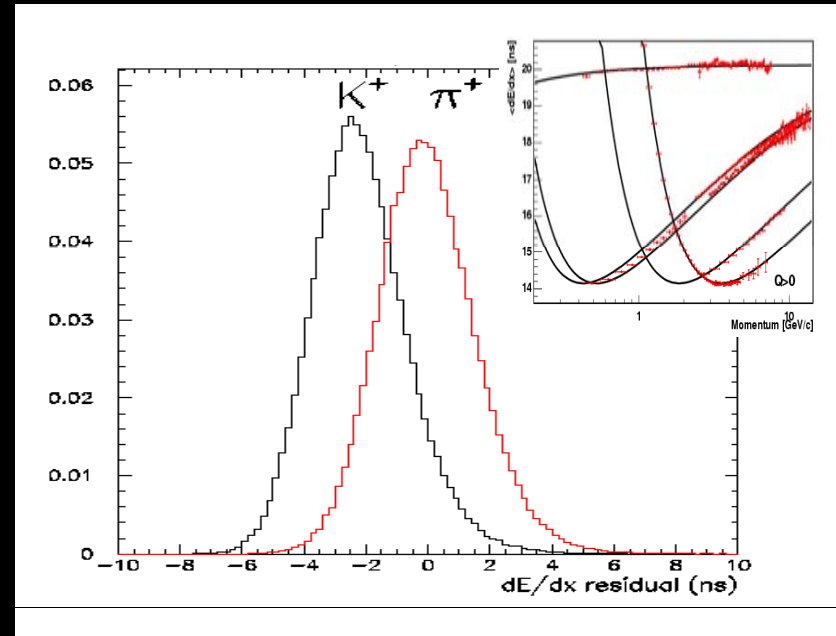 K+ π+
0.06
0.05
0.04
0.03
0.02
0.01
0
-10 -8 -6 -4 -2 0 2 4 6 8 10
dE/dx residual (ns)
<dE/dx> [ns]
20
19
18
17
16
15
14
Q>0
1 10
Momentum [GeV/c]